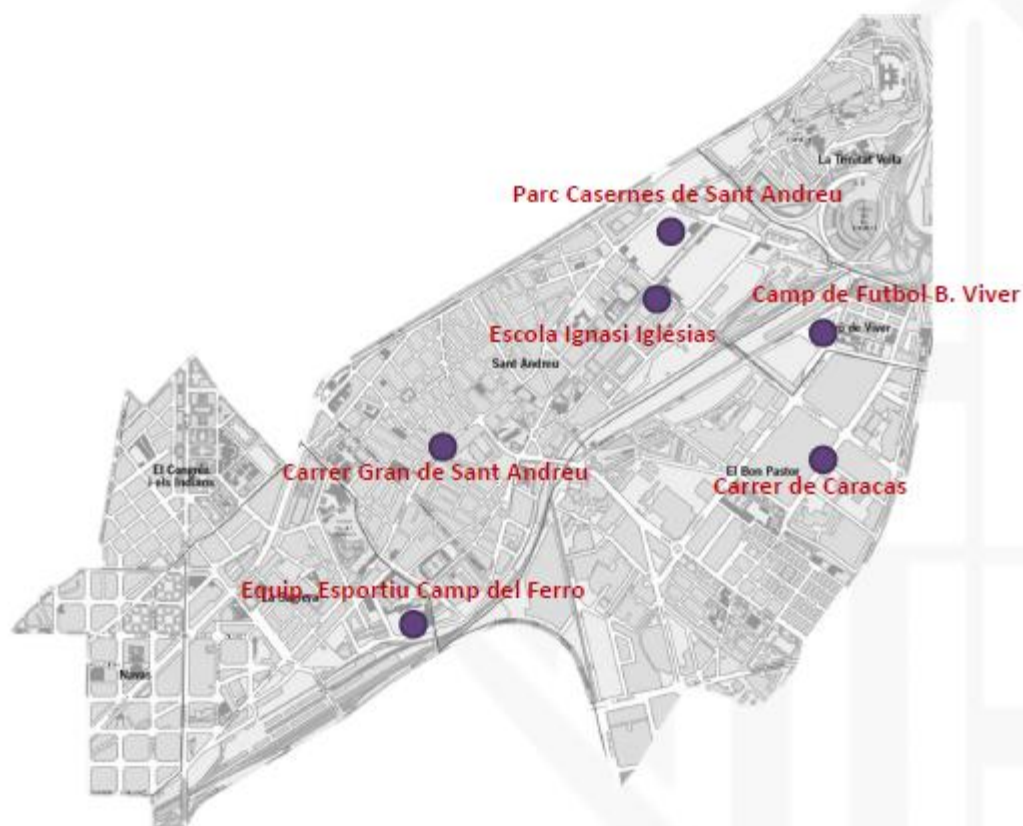 La Trinitat Vella
Parc Casernes de Sant Andreu
Camp de Futbol B. Viver
de Viver
Escola Ignasi Iglésias
Sant Andreu
El Congrés
i els Indians
Carrer Gran de Sant Andreu
El Bon Pastor
Carrer de Caracas
Equip. Esportiu Camp del Ferro
Navas